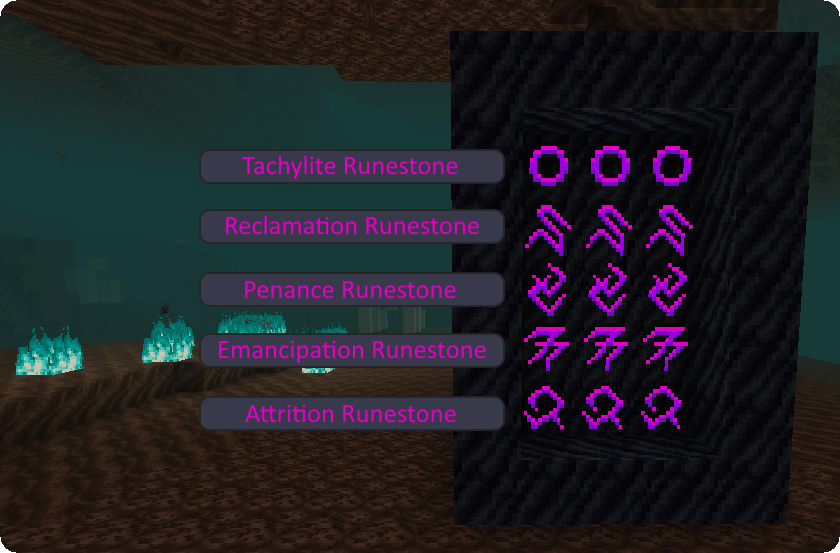 Tachylite Runestone
Reclamation Runestone
Penance Runestone
Emancipation Runestone
Attrition Runestone